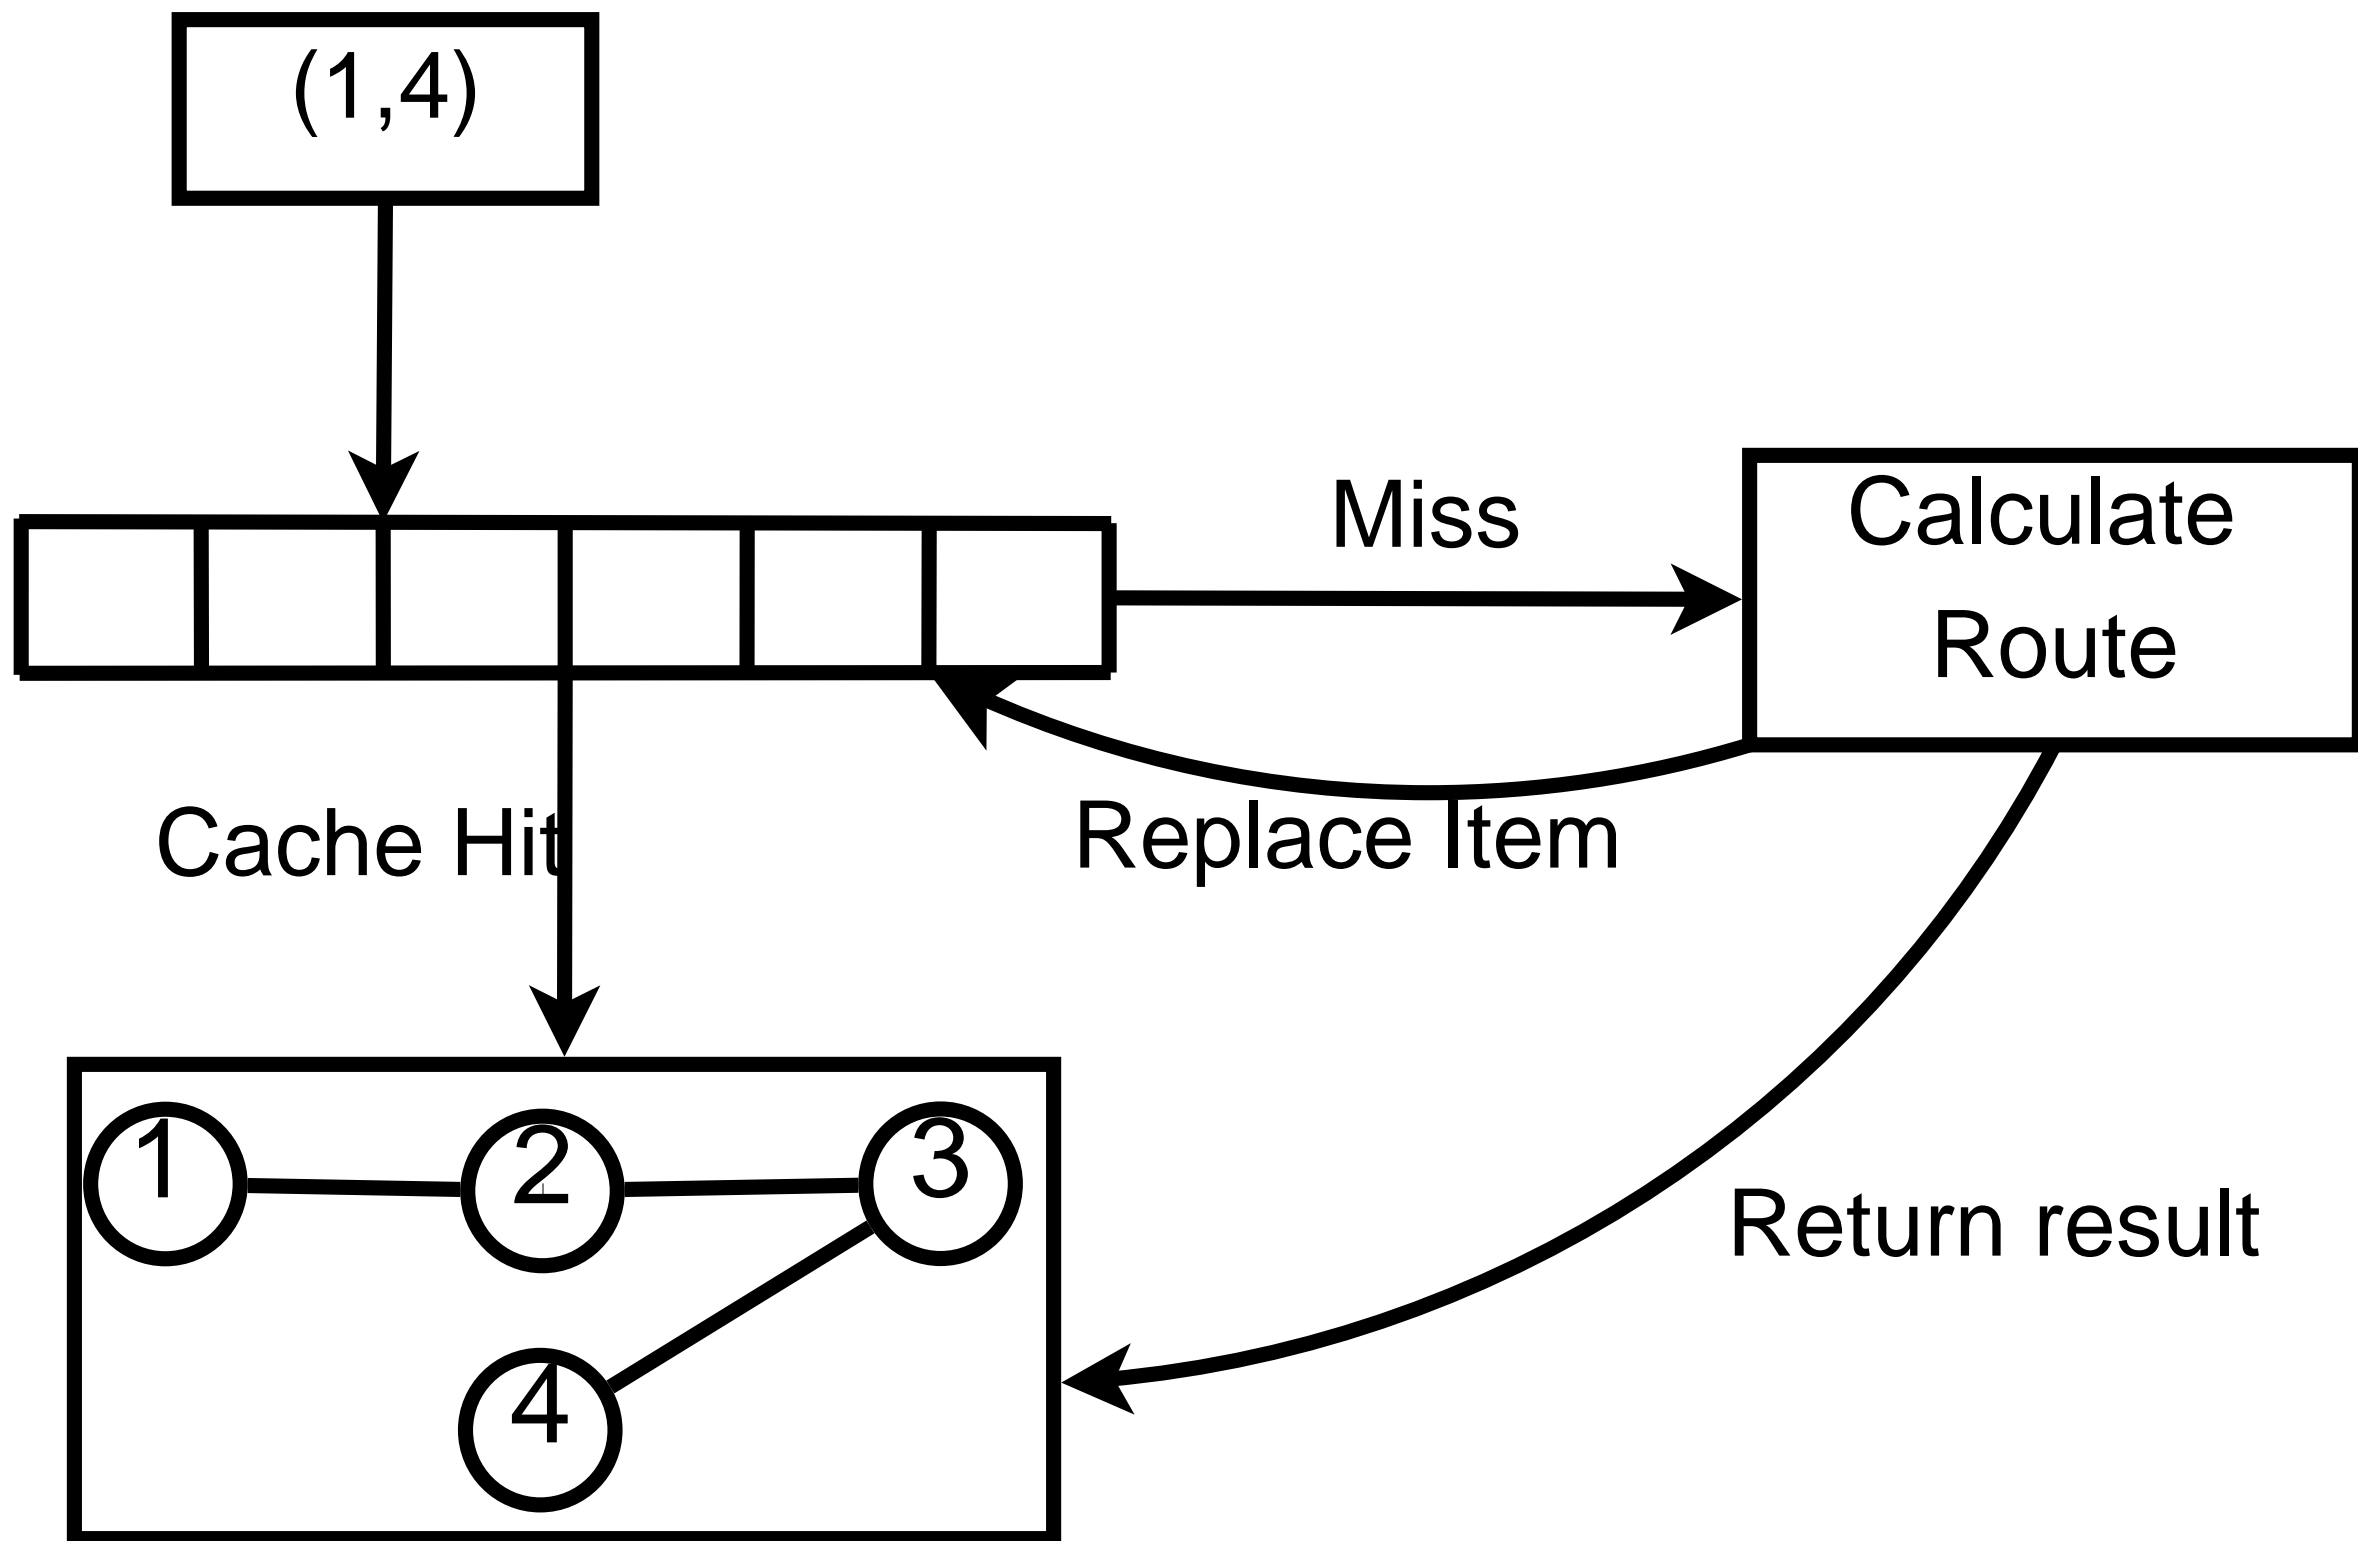 (1,4)
Miss
Calculate
Route
Cache Hit
Replace Item
1
2
3
4
Return result